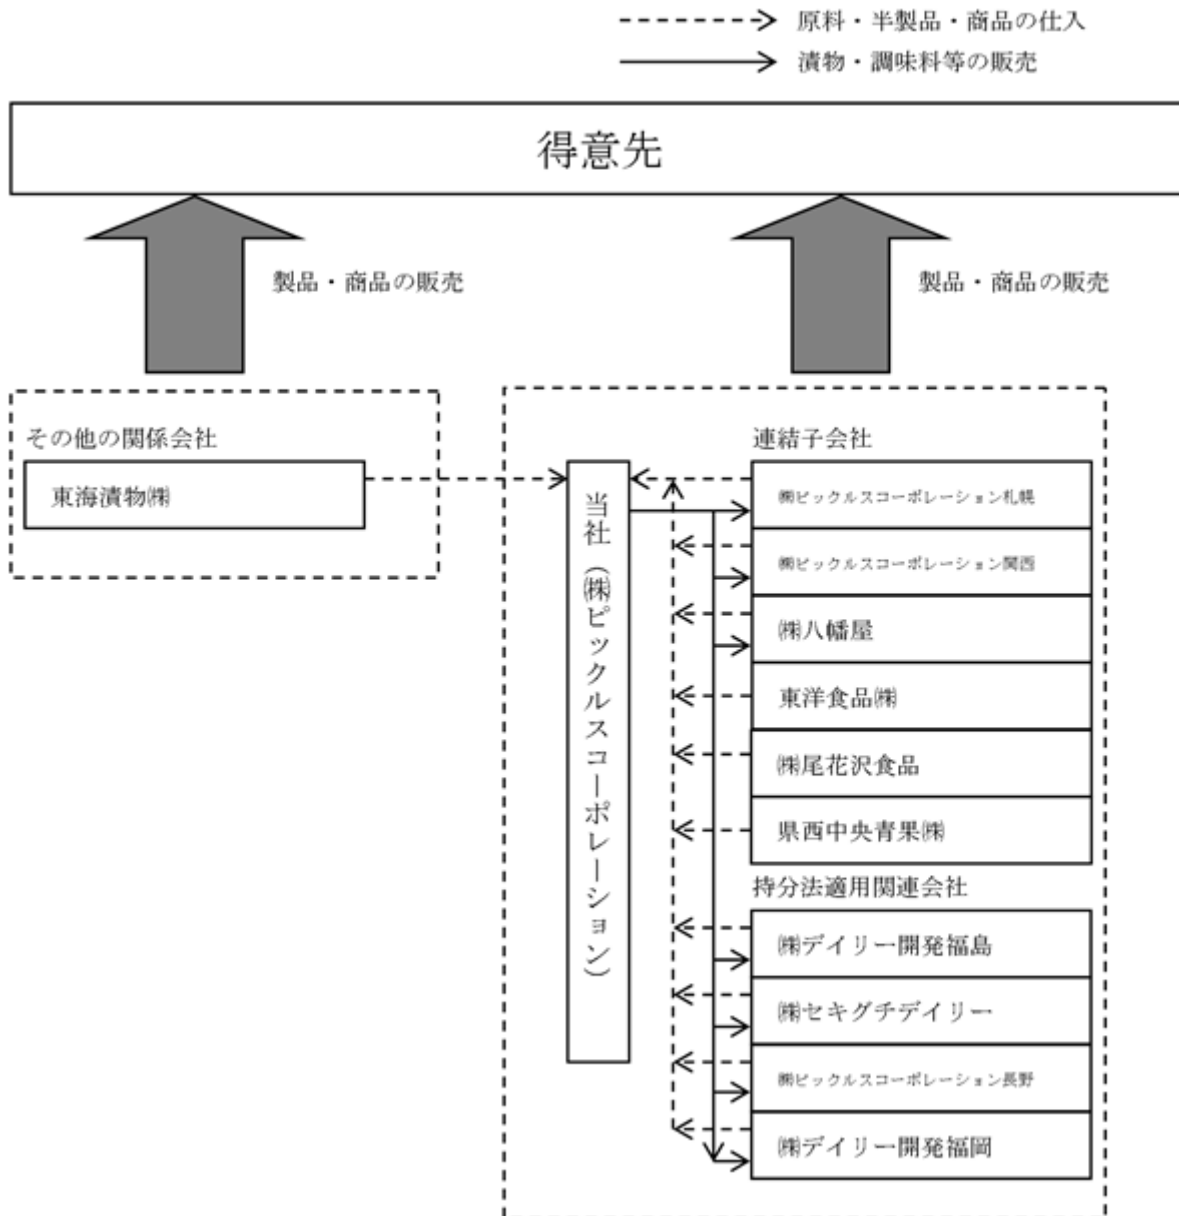 原料・半製品・商品の仕入
漬物・調味料等の販売
得意先
製品・商品の販売
製品・商品の販売
その他の関係会社
東海漬物㈱
当社（㈱ピックルスコーポレーション）
連結子会社
㈱ピックルスコーポレーション札幌
㈱ピックルスコーポレーション関西
㈱八幡屋
東洋食品㈱
㈱尾花沢食品
県西中央青果㈱
持分法適用関連会社
㈱デイリー開発福島
㈱セキグチデイリー
㈱ピックルスコーポレーション長野
㈱デイリー開発福岡